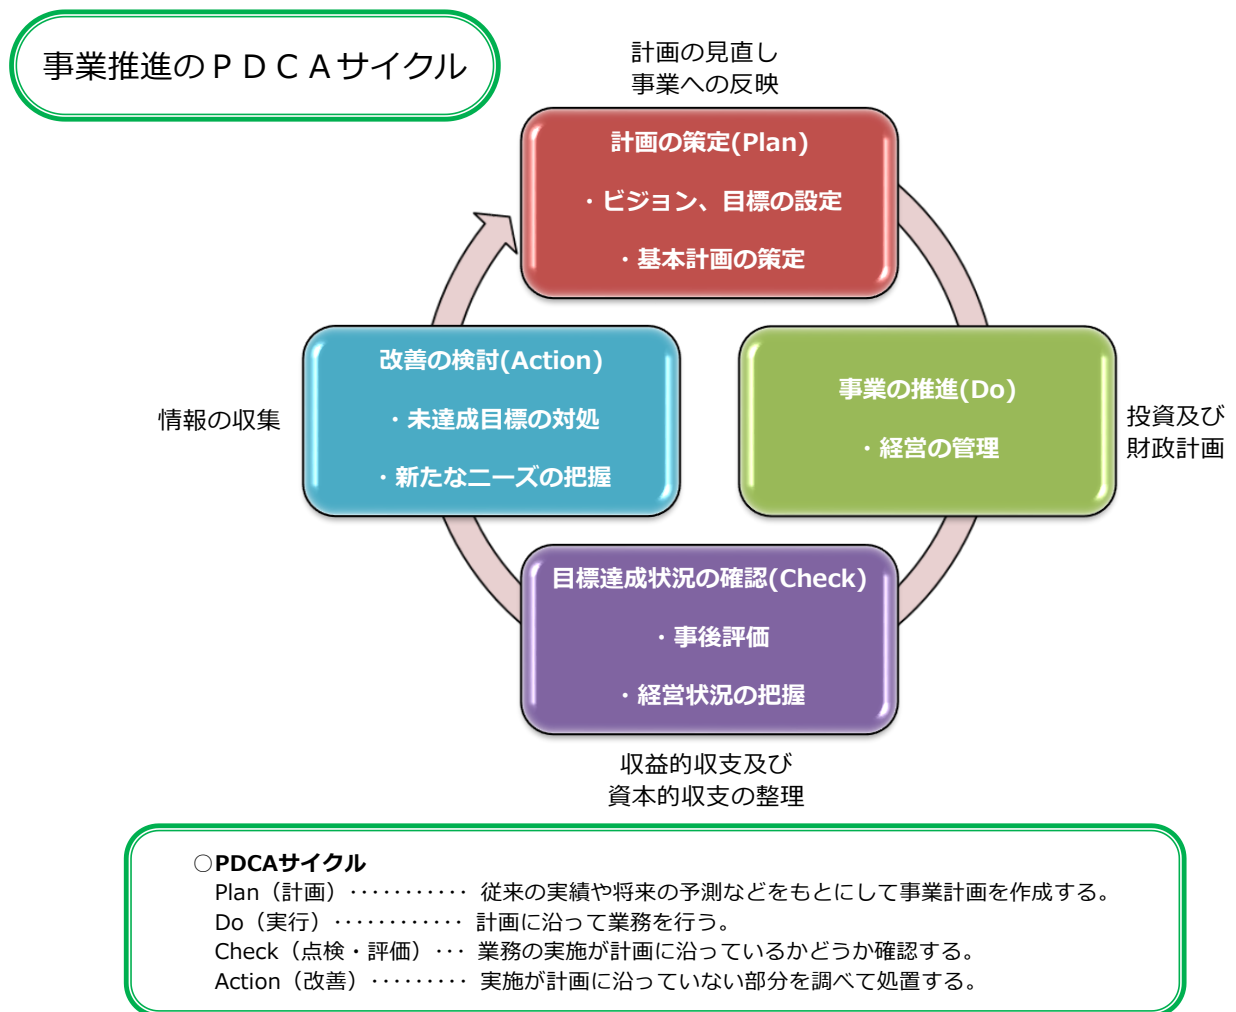 事業推進のＰＤＣＡサイクル
計画の見直し
事業への反映
計画の策定(Plan)
・ビジョン、目標の設定
・基本計画の策定
改善の検討(Action)
・未達成目標の対処
・新たなニーズの把握
情報の収集
事業の推進(Do)
・経営の管理
投資及び
財政計画
目標達成状況の確認(Check)
・事後評価
・経営状況の把握
収益的収支及び
資本的収支の整理
○PDCAサイクル
Plan（計画）‥‥‥‥‥‥ 従来の実績や将来の予測などをもとにして事業計画を作成する。
Do（実行）‥‥‥‥‥‥ 計画に沿って業務を行う。
Check（点検・評価）‥‥ 業務の実施が計画に沿っているかどうか確認する。
Action（改善）‥‥‥‥‥ 実施が計画に沿っていない部分を調べて処置する。